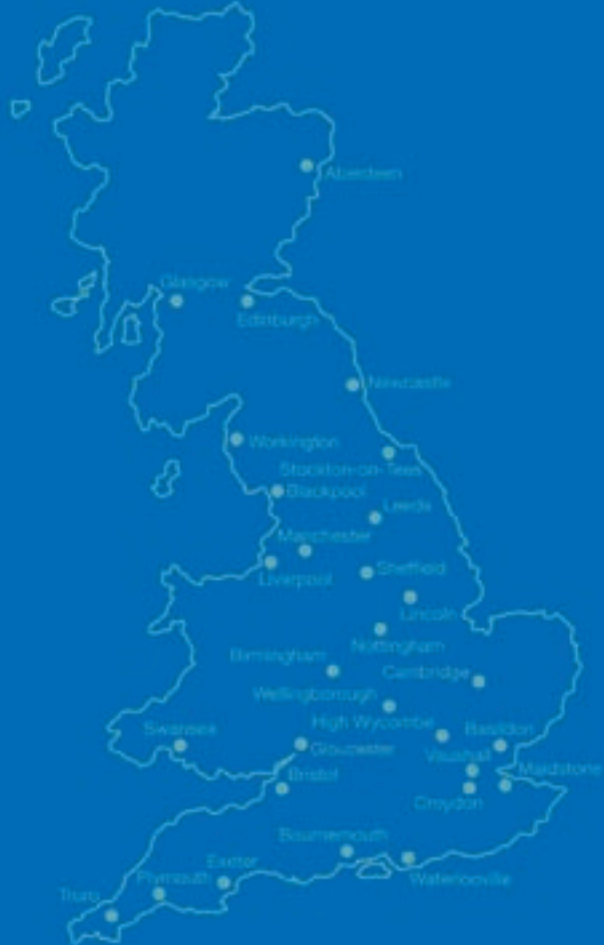 Aberdeen
Glasgow
Edinburgh
Newcastle
Workington
Stockton-on-Tees
Blackpool
Leeds
Manchester
Liverpool
Sheffield
Lincoln
Nottingham
Birmingham
Cambridge
Wellingborough
High Wycombe
Basildon
Swansea
Gloucester
Vauxhall
Maidstone
Bristol
Croydon
Bournemouth
Exeter
Waterlooville
Plymouth
Truro